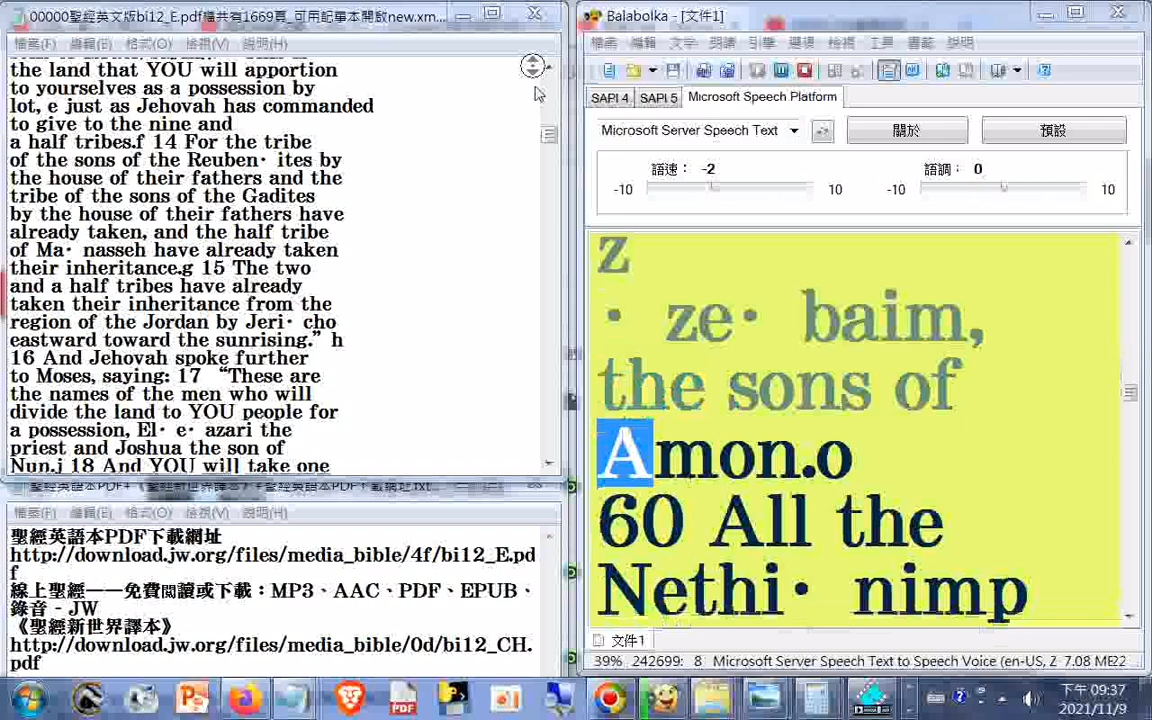 00000聖經英文版bi12_E.pdf檔共有1669頁_可用記事本開啟new.xm...
檔案(F) 編輯(E) 格式(O) 檢視(V) 說明(H)
the land that YOU will apportion
to yourselves as a possession by
lot, e just as Jehovah has commanded
to give to the nine and
a half tribes.f 14 For the tribe
of the sons of the Reuben· ites by
the house of their fathers and the
tribe of the sons of the Gadites
by the house of their fathers have
already taken, and the half tribe
of Ma· nasseh have already taken
their inheritance.g 15 The two
and a half tribes have already
taken their inheritance from the
region of the Jordan by Jeri· cho
eastward toward the sunrising.” h
16 And Jehovah spoke further
to Moses, saying: 17 “These are
the names of the men who will
divide the land to YOU people for
a possession, El· e· azari the
priest and Joshua the son of
Nun.j 18 And YOU will take one
檔案(F) 編輯(E) 格式(O) 檢視(V) 說明(H)
聖經英語本PDF下載網址
http://download.jw.org/files/media_bible/4f/bi12_E.pd
f
線上聖經——免費閱讀或下載：MP3、AAC、PDF、EPUB、
錄音 - JW
《聖經新世界譯本》
http://download.jw.org/files/media_bible/0d/bi12_CH.
pdf
Balabolka - [文件1]
檔案 編輯 文字 朗讀 引擎 選項 檢視 工具 書籤 說明
SAPI 4 SAPI 5 Microsoft Speech Platform
Microsoft Server Speech Text 關於 預設
語速： -2 語調： 0
-10 10 -10 10
z
· ze· baim,
the sons of
Amon.o
60 All the
Nethi· nimp
文件1
39% 242699: 8 Microsoft Server Speech Text to Speech Voice (en-US, Z 7.08 ME22
PDF
下午 09:37
2021/11/9